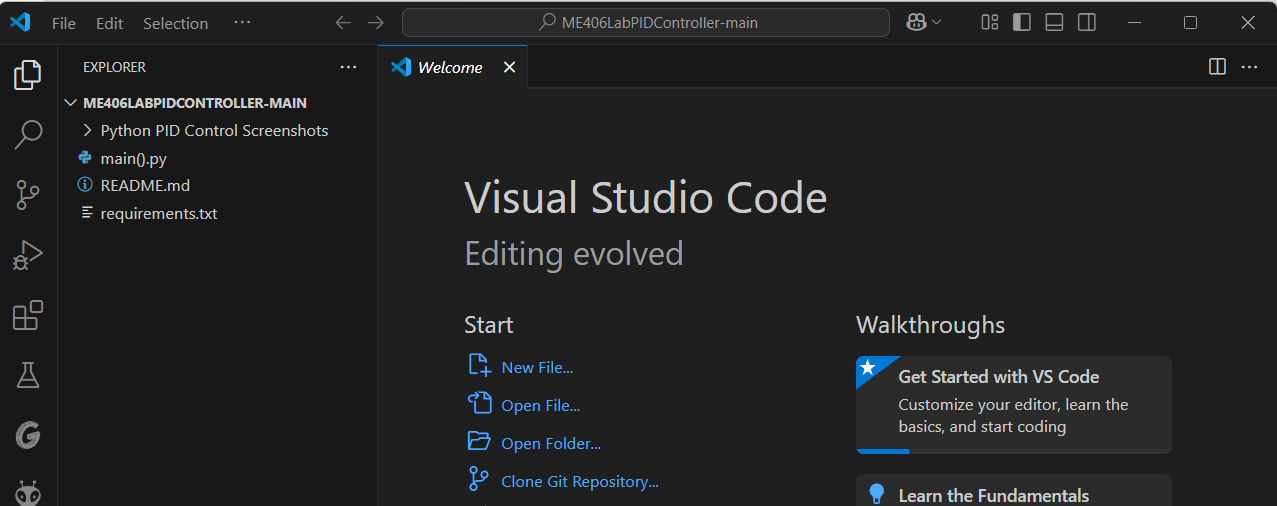 File Edit Selection ···
ME406LabPIDController-main
EXPLORER ···
Welcome
ME406LABPIDCONTROLLER-MAIN
Python PID Control Screenshots
main().py
README.md
requirements.txt
Visual Studio Code
Editing evolved
Start
New File...
Open File...
Open Folder...
Clone Git Repository...
Walkthroughs
Get Started with VS Code
Customize your editor, learn the
basics, and start coding
Learn the Fundamentals